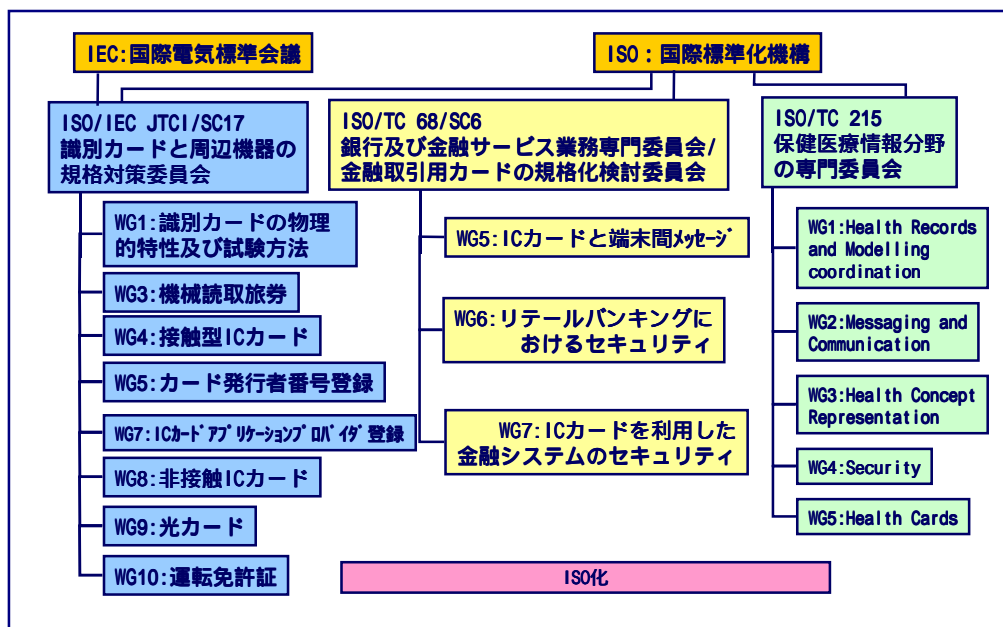 IEC:国際電気標準会議
ISO:国際標準化機構
ISO/IEC JTCI/SC17
識別カードと周辺機器の
規格対策委員会
WG1:識別カードの物理
的特性及び試験方法
WG3:機械読取旅券
WG4:接触型ICカード
WG5:カード発行者番号登録
WG7:ICカードアプリケーションプロバイダ登録
WG8:非接触ICカード
WG9:光カード
WG10:運転免許証
ISO/TC 68/SC6
銀行及び金融サービス業務専門委員会/
金融取引用カードの規格化検討委員会
WG5:ICカードと端末間メッセージ
WG6:リテールバンキングに
おけるセキュリティ
WG7:ICカードを利用した
金融システムのセキュリティ
ISO/TC 215
保健医療情報分野
の専門委員会
WG1:Health Records
and Modelling
coordination
WG2:Messaging and
Communication
WG3:Health Concept
Representation
WG4:Security
WG5:Health Cards
ISO化